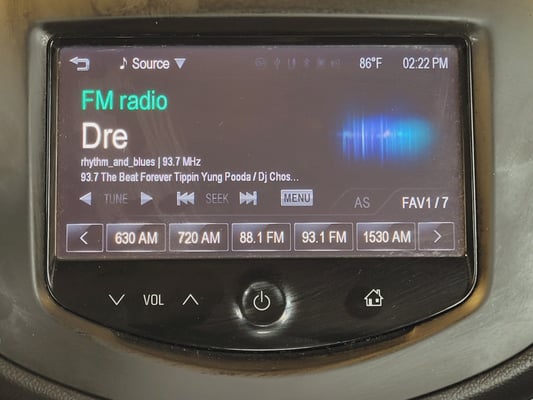 Source 86°F 02:22 PM
FM radio
Dre
rhythm_and_blues | 93.7 MHz
93.7 The Beat Forever Tippin Yung Pooda / Dj Chos...
TUNE SEEK MENU AS FAV1 / 7
630 AM 720 AM 88.1 FM 93.1 FM 1530 AM
VOL